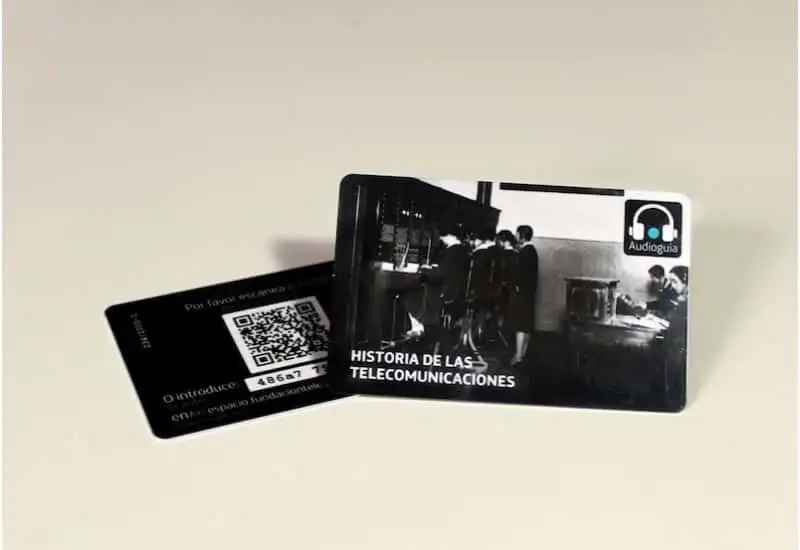 Audioguía
HISTORIA DE LAS
TELECOMUNICACIONES
Por favor escanea
O introduce:
486a7
en: espacio.fundaciontele